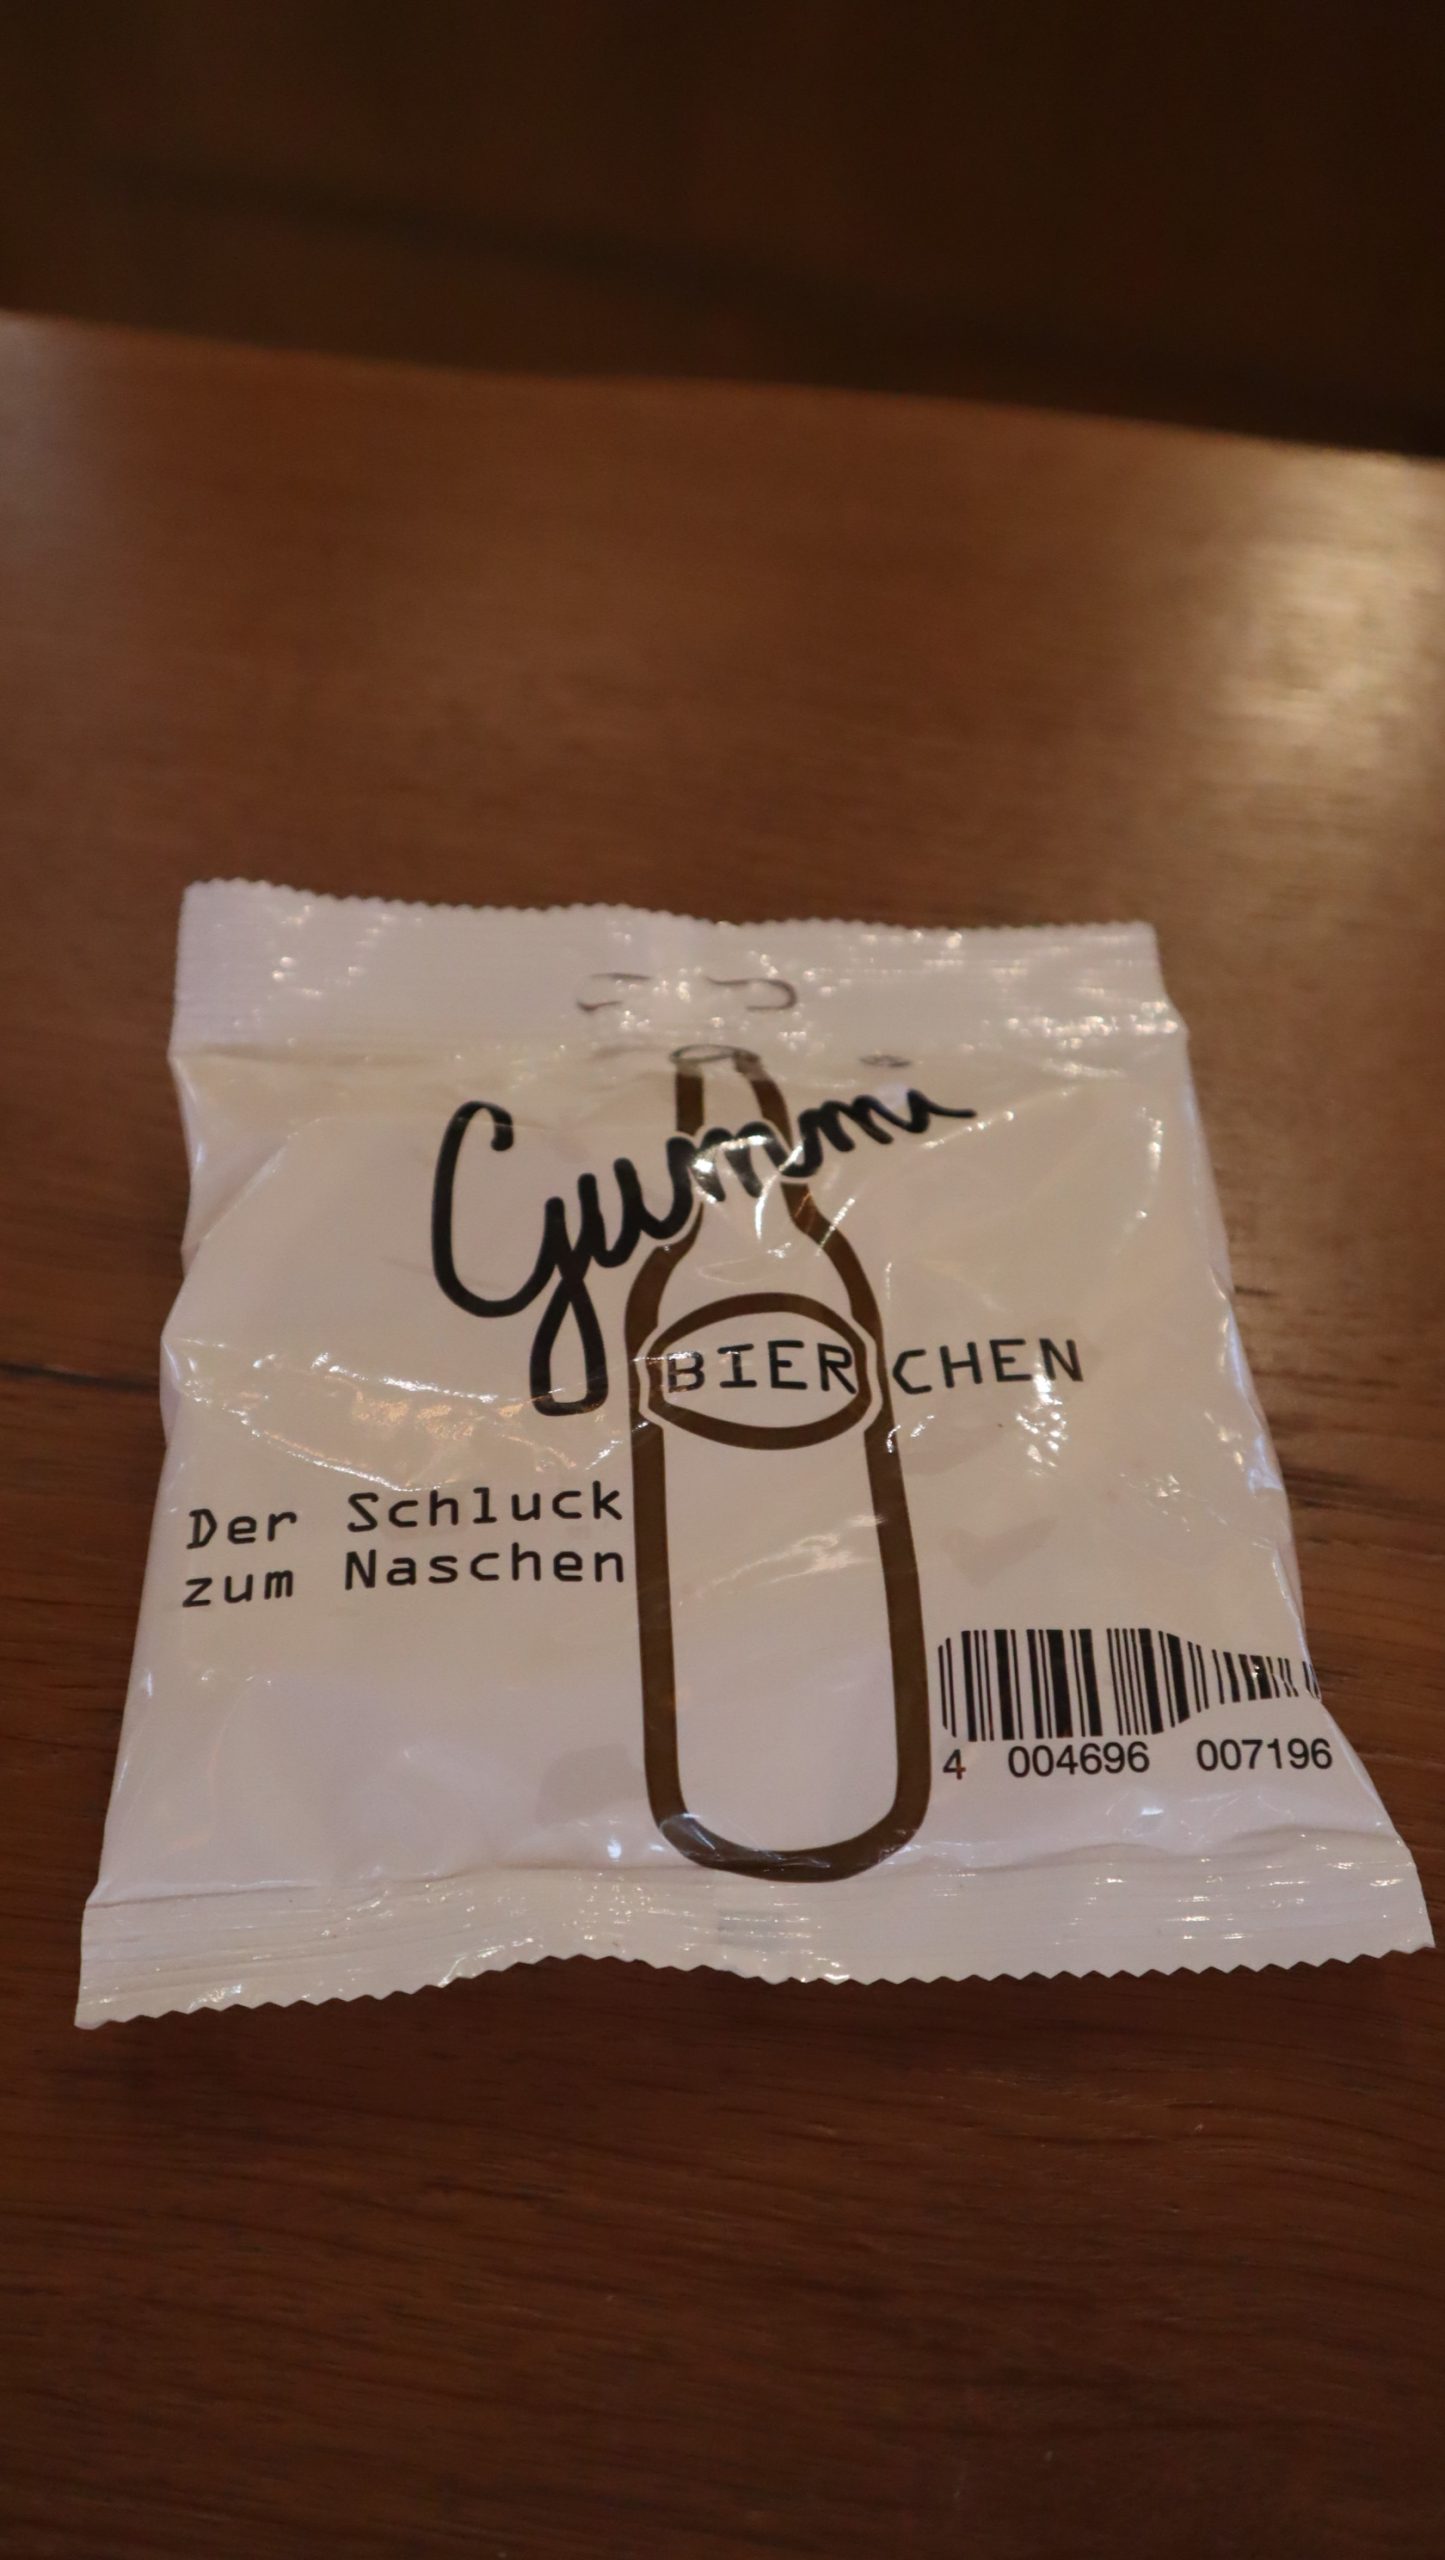 Gummi
BIERCHEN
Der Schluck
zum Naschen
4 004696 007196